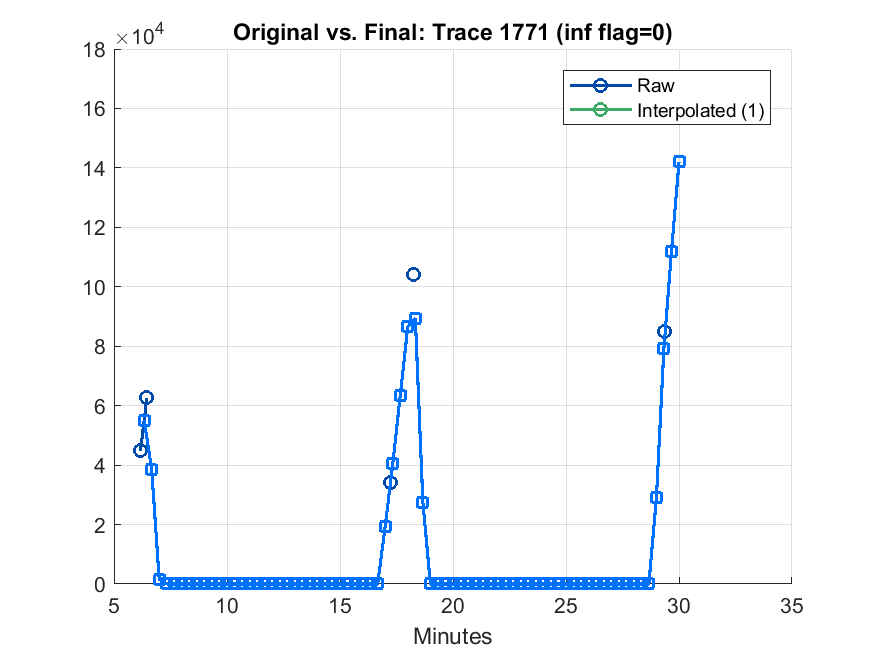 Original vs. Final: Trace 1771 (inf flag=0)
×10⁴
18
16
14
12
10
8
6
4
2
0
Raw
Interpolated (1)
5 10 15 20 25 30 35
Minutes